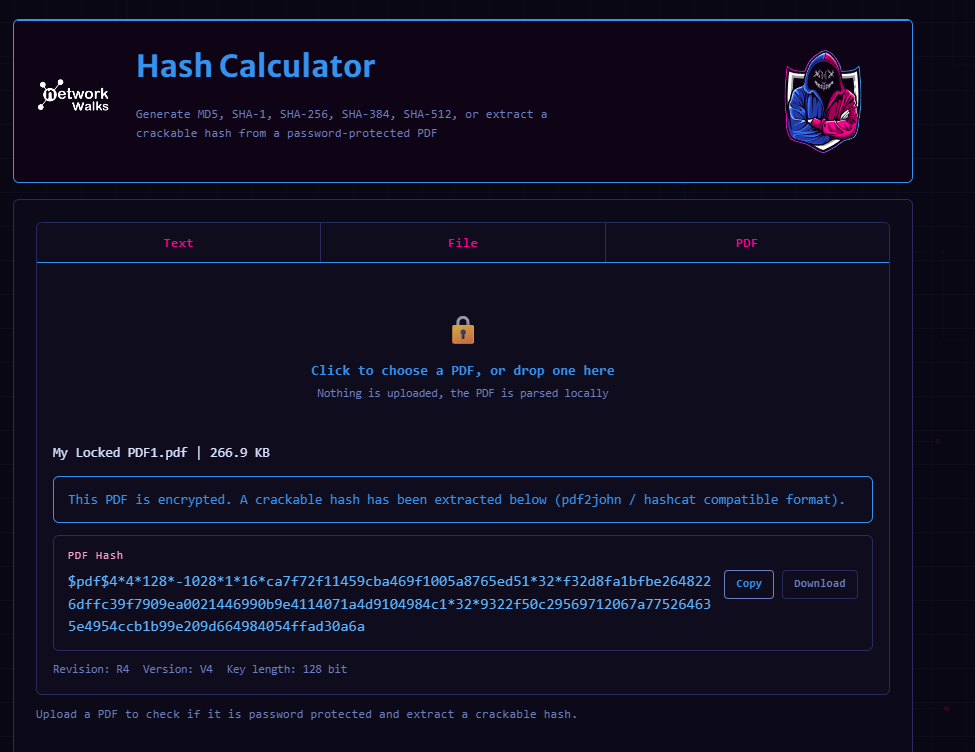 Hash Calculator
network
Walks
Generate MD5, SHA-1, SHA-256, SHA-384, SHA-512, or extract a
crackable hash from a password-protected PDF
Text
File
PDF
Click to choose a PDF, or drop one here
Nothing is uploaded, the PDF is parsed locally
My Locked PDF1.pdf | 266.9 KB
This PDF is encrypted. A crackable hash has been extracted below (pdf2john / hashcat compatible format).
PDF Hash
$pdf$4*4*128*-1028*1*16*ca7f72f11459cba469f1005a8765ed51*32*f32d8fa1bfbe264822
6dffc39f7909ea0021446990b9e4114071a4d9104984c1*32*9322f50c29569712067a77526463
5e4954ccb1b99e209d664984054ffad30a6a
Copy
Download
Revision: R4 Version: V4 Key length: 128 bit
Upload a PDF to check if it is password protected and extract a crackable hash.